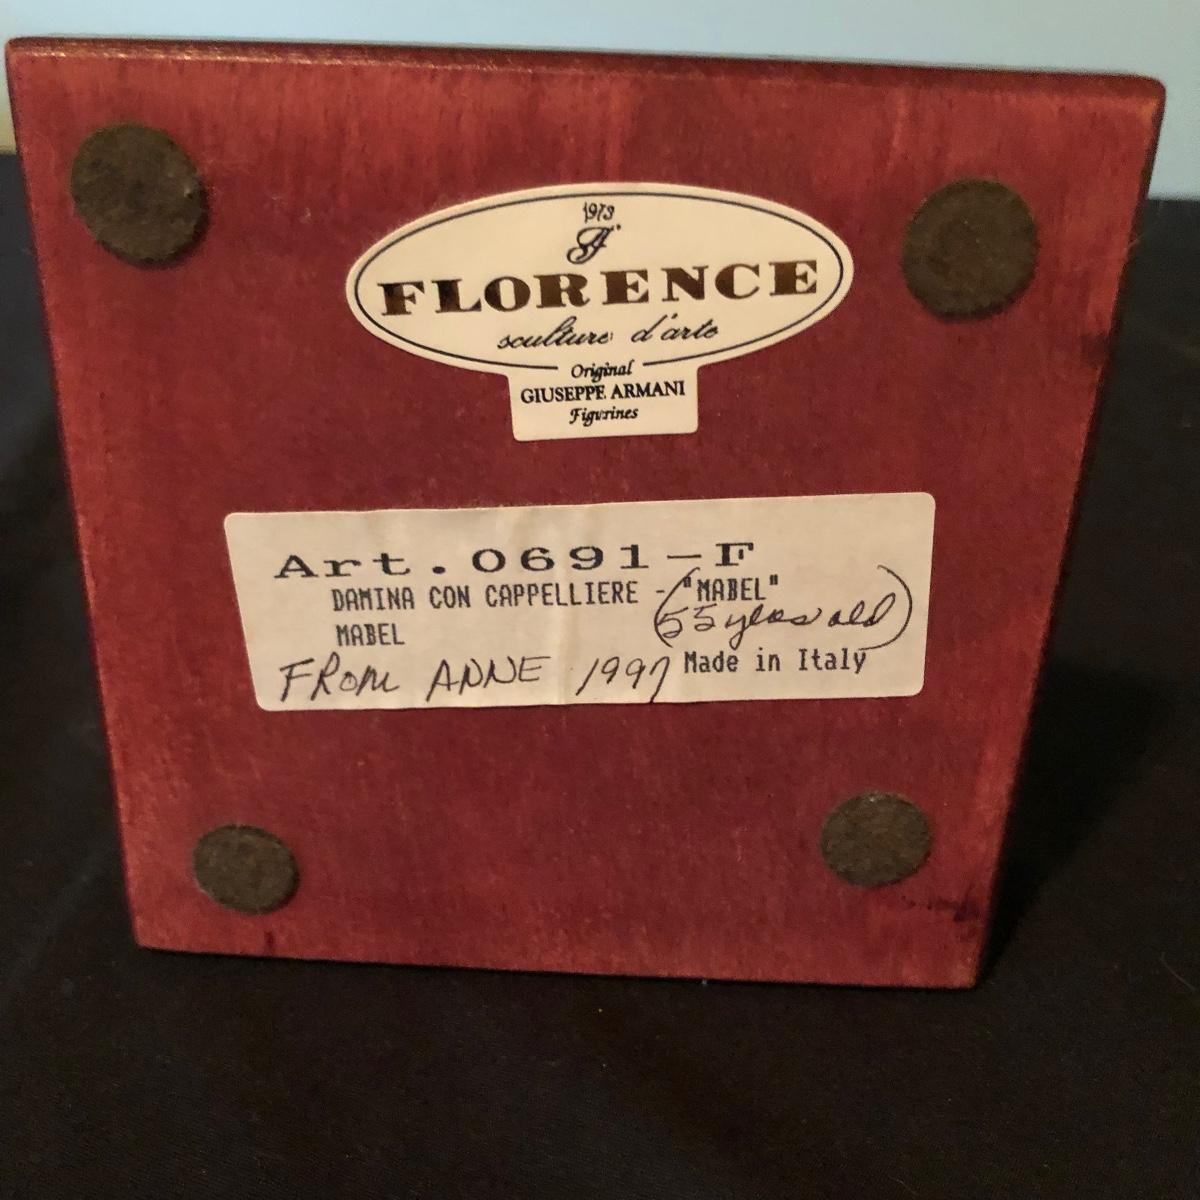 1973
FLORENCE
sculture d'arte
Original
GIUSEPPE ARMANI
Figurines
Art.0691-F
DAMINA CON CAPPELLIERE - "MABEL"
(55 years old)
MABEL
Made in Italy
FROM ANNE 1997